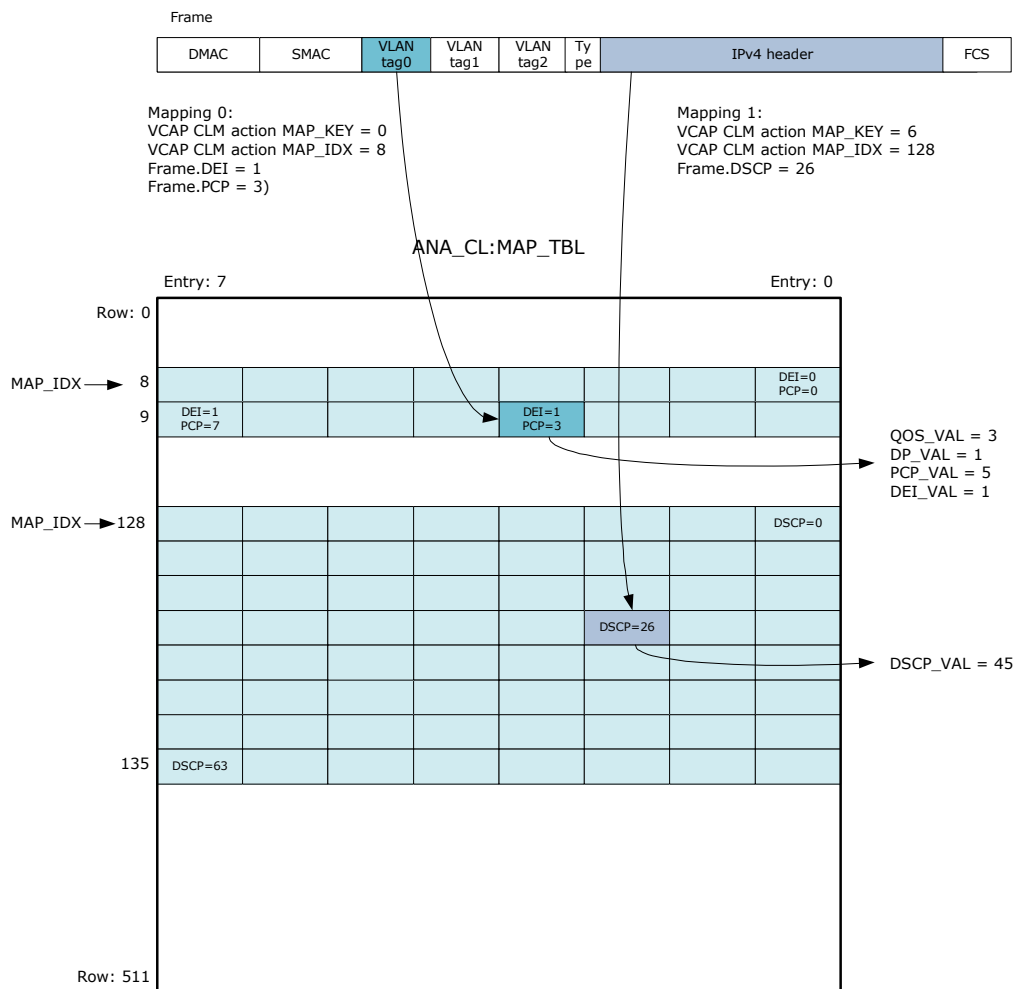 Frame
DMAC
SMAC
VLAN
tag0
VLAN
tag1
VLAN
tag2
Ty
pe
IPv4 header
FCS
Mapping 0:
VCAP CLM action MAP_KEY = 0
VCAP CLM action MAP_IDX = 8
Frame.DEI = 1
Frame.PCP = 3)
Mapping 1:
VCAP CLM action MAP_KEY = 6
VCAP CLM action MAP_IDX = 128
Frame.DSCP = 26
ANA_CL:MAP_TBL
Entry: 7
Entry: 0
Row: 0
MAP_IDX
8
DEI=0
PCP=0
9
DEI=1
PCP=7
DEI=1
PCP=3
QOS_VAL = 3
DP_VAL = 1
PCP_VAL = 5
DEI_VAL = 1
MAP_IDX
128
DSCP=0
DSCP=26
DSCP_VAL = 45
135
DSCP=63
Row: 511